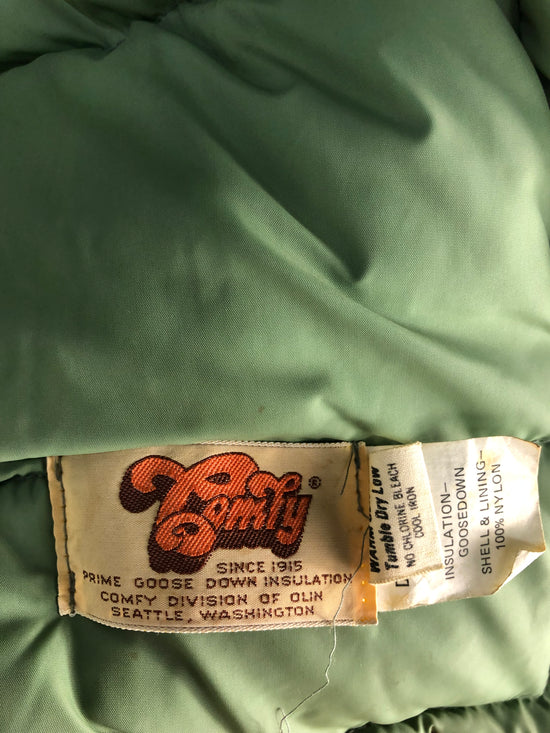 Comfy ®
SINCE 1915
PRIME GOOSE DOWN INSULATION
COMFY DIVISION OF OLIN
SEATTLE, WASHINGTON
WARM
Tumble Dry Low
NO CHLORINE BLEACH
COOL IRON
INSULATION—
GOOSEDOWN
SHELL & LINING—
100% NYLON